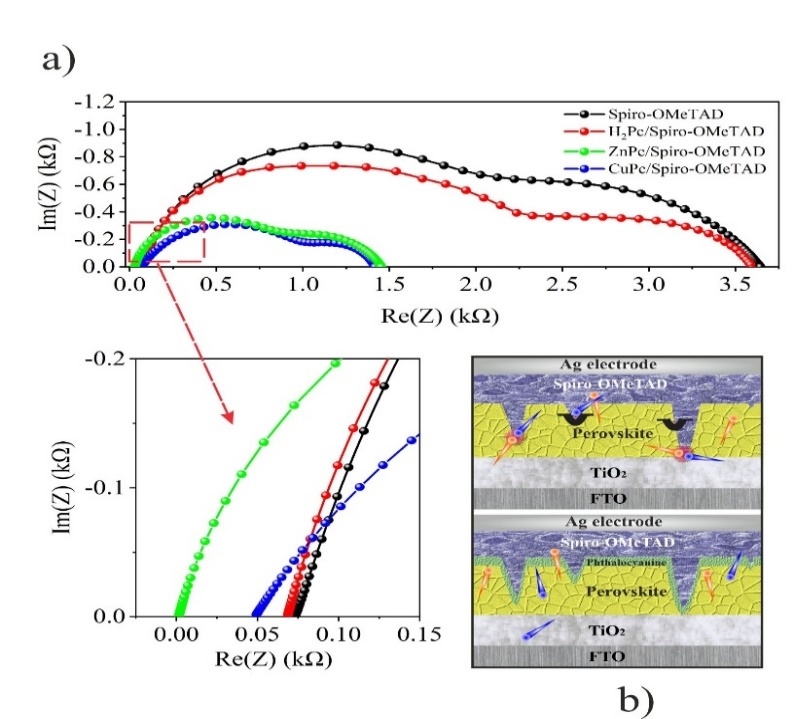 a)
-1.2
-1.0
-0.8
-0.6
-0.4
-0.2
0.0
Im(Z) (kΩ)
Spiro-OMeTAD
H₂Pc/Spiro-OMeTAD
ZnPc/Spiro-OMeTAD
CuPc/Spiro-OMeTAD
0.0 0.5 1.0 1.5 2.0 2.5 3.0 3.5
Re(Z) (kΩ)
-0.2
-0.1
0.0
Im(Z) (kΩ)
0.00 0.05 0.10 0.15
Re(Z) (kΩ)
Ag electrode
Spiro-OMeTAD
Perovskite
TiO₂
FTO
Ag electrode
Spiro-OMeTAD
Phthalocyanine
Perovskite
TiO₂
FTO
b)